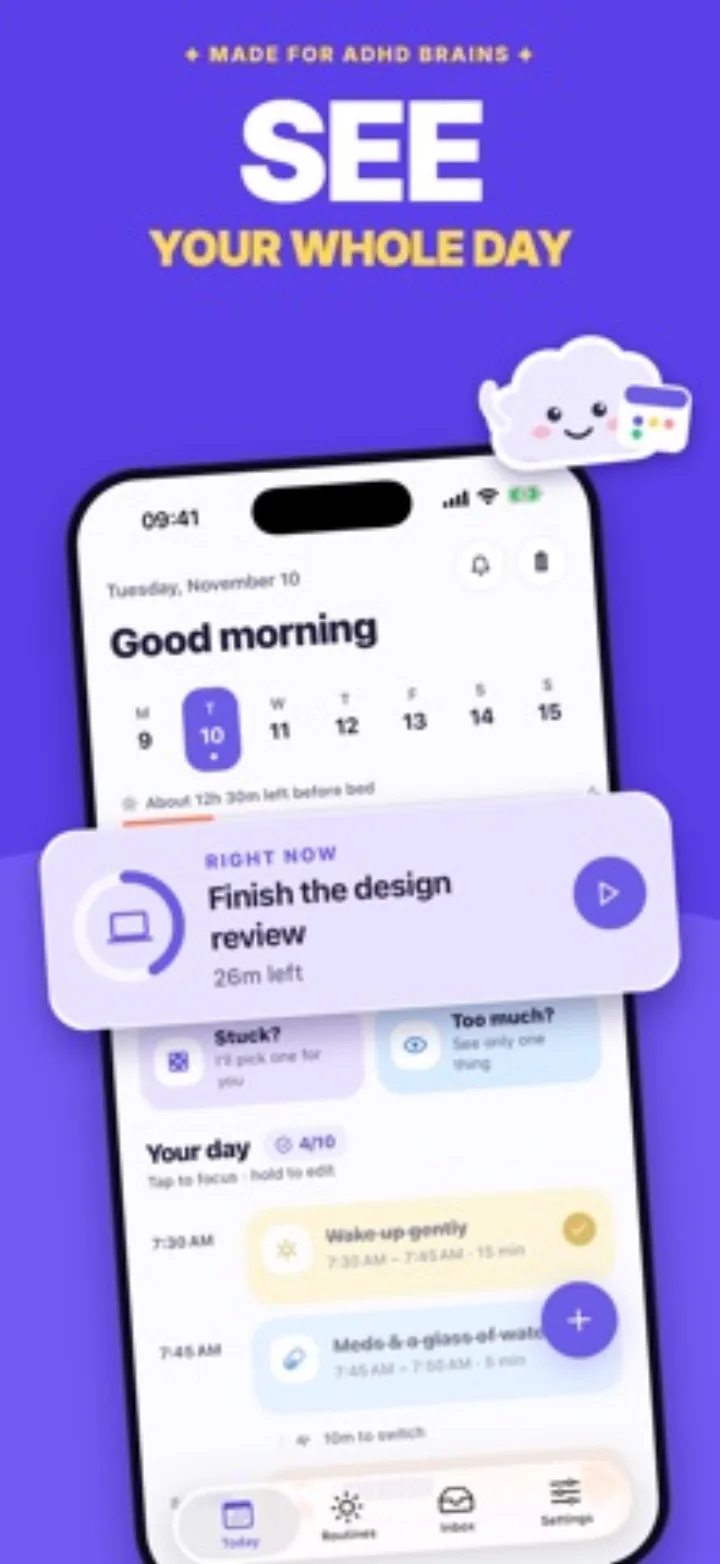 ✦ MADE FOR ADHD BRAINS ✦
SEE
YOUR WHOLE DAY
09:41
Tuesday, November 10
Good morning
M T W T F S S
9 10 11 12 13 14 15
About 12h 30m left before bed
RIGHT NOW
Finish the design
review
26m left
Stuck?
I'll pick one for
you
Too much?
See only one
thing
Your day 4/10
Tap to focus · hold to edit
7:30 AM
Wake up gently
7:30 AM – 7:45 AM · 15 min
7:45 AM
Meds & a glass of
7:45 AM – 7:50 AM · 5 min
10m to switch
Today
Routines
Inbox
Settings